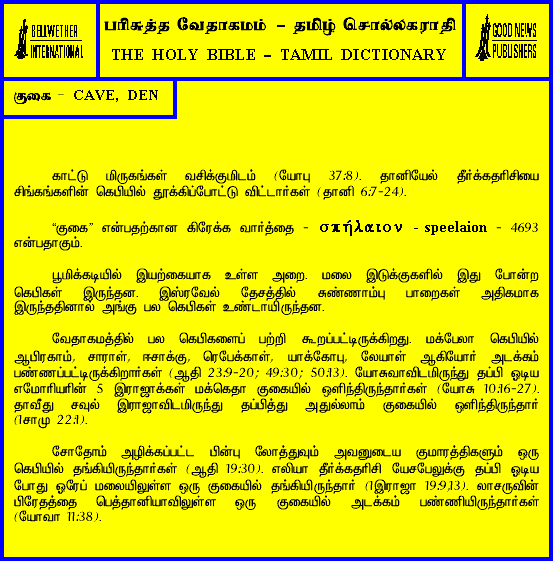 BELLWETHER
INTERNATIONAL
பரிசுத்த வேதாகமம் – தமிழ் சொல்லகராதி
THE HOLY BIBLE – TAMIL DICTIONARY
GOOD NEWS
PUBLISHERS
குகை – CAVE, DEN
காட்டு மிருகங்கள் வசிக்குமிடம் (யோபு 37:8). தானியேல் தீர்க்கதரிசியை
சிங்கங்களின் கெபியில் தூக்கிப்போட்டு விட்டார்கள் (தானி 6:7-24).
“குகை” என்பதற்கான கிரேக்க வார்த்தை – σπήλαιον - speelaion – 4693
என்பதாகும்.
பூமிக்கடியில் இயற்கையாக உள்ள அறை. மலை இடுக்குகளில் இது போன்ற
கெபிகள் இருந்தன. இஸ்ரவேல் தேசத்தில் சுண்ணாம்பு பாறைகள் அதிகமாக
இருந்ததினால் அங்கு பல கெபிகள் உண்டாயிருந்தன.
வேதாகமத்தில் பல கெபிகளைப் பற்றி கூறப்பட்டிருக்கிறது. மக்பேலா கெபியில்
ஆபிரகாம், சாராள், ஈசாக்கு, ரெபேக்காள், யாக்கோபு, லேயாள் ஆகியோர் அடக்கம்
பண்ணப்பட்டிருக்கிறார்கள் (ஆதி 23:9-20; 49:30; 50:13). யோசுவாவிடமிருந்து தப்பி ஓடிய
எமோரியரின் 5 இராஜாக்கள் மக்கெதா குகையில் ஒளிந்திருந்தார்கள் (யோசு 10:16-27).
தாவீது சவுல் இராஜாவிடமிருந்து தப்பித்து அதுல்லாம் குகையில் ஒளிந்திருந்தார்
(1சாமு 22:1).
சோதோம் அழிக்கப்பட்ட பின்பு லோத்துவும் அவனுடைய குமாரத்திகளும் ஒரு
கெபியில் தங்கியிருந்தார்கள் (ஆதி 19:30). எலியா தீர்க்கதரிசி யேசபேலுக்கு தப்பி ஓடிய
போது ஓரேப் மலையிலுள்ள ஒரு குகையில் தங்கியிருந்தார் (1இராஜா 19:9,13). லாசருவின்
பிரேதத்தை பெத்தானியாவிலுள்ள ஒரு குகையில் அடக்கம் பண்ணியிருந்தார்கள்
(யோவா 11:38).